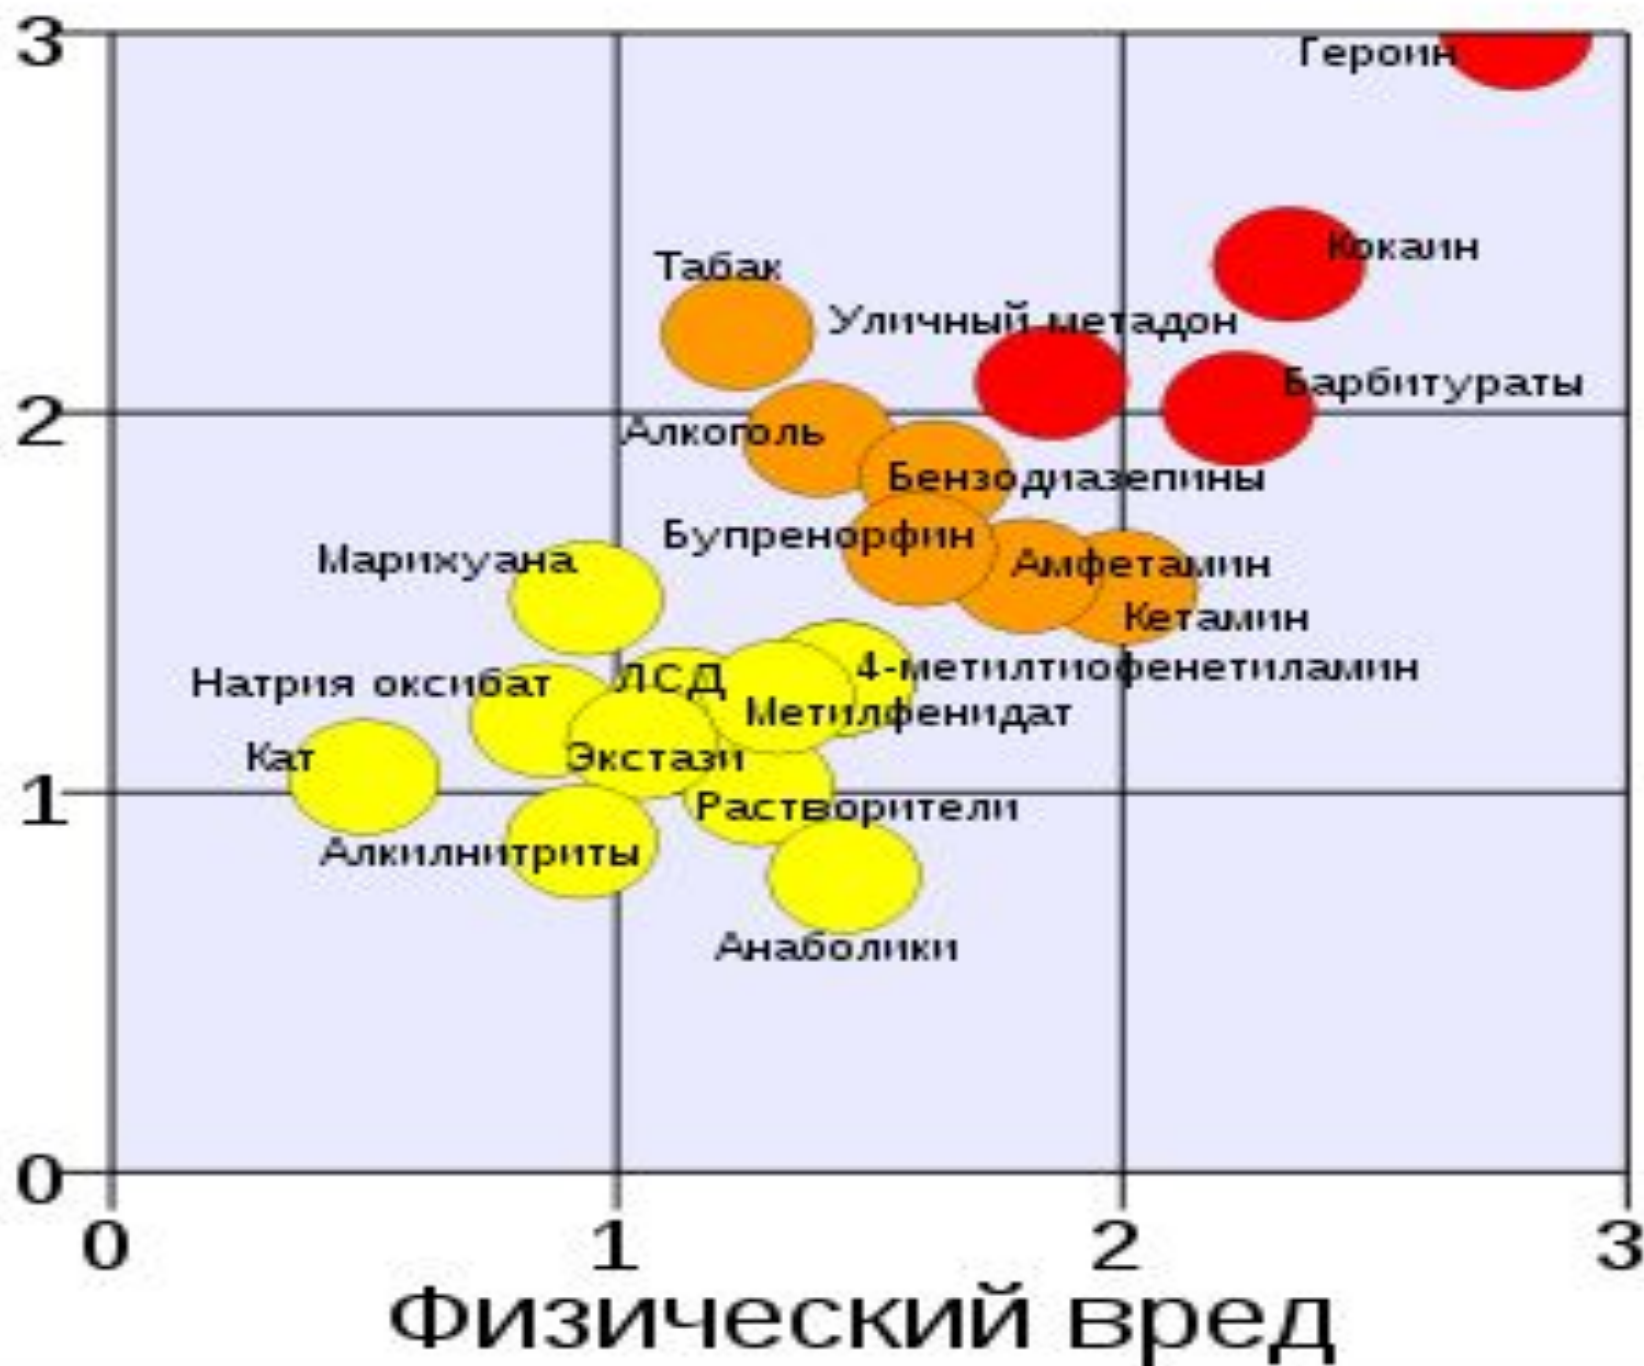 3
Героин
Кокаин
Табак
Уличный метадон
Барбитураты
2
Алкоголь
Бензодиазепины
Бупренорфин
Марихуана
Амфетамин
Кетамин
4-метилтиофенетиламин
Натрия оксибат
ЛСД
Метилфенидат
Кат
Экстази
1
Растворители
Алкилнитриты
Анаболики
0
0 1 2 3
Физический вред